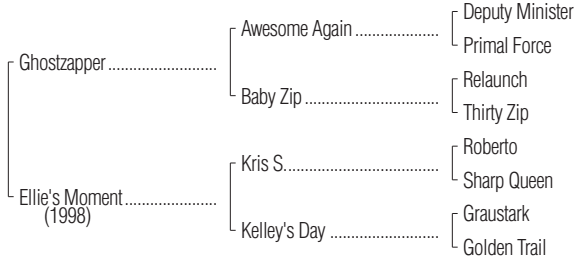 Deputy Minister
Awesome Again
Primal Force
Ghostzapper
Relaunch
Baby Zip
Thirty Zip
Roberto
Kris S.
Sharp Queen
Ellie's Moment
(1998)
Graustark
Kelley's Day
Golden Trail